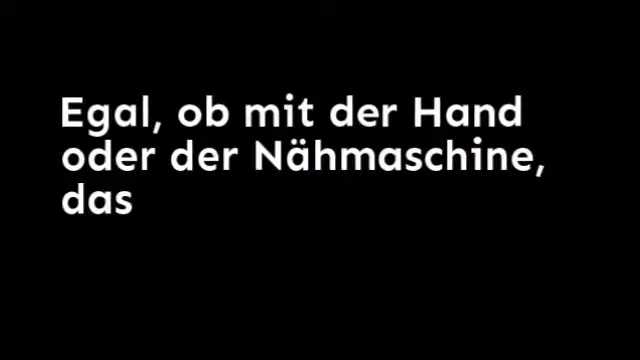 Egal, ob mit der Hand
oder der Nähmaschine,
das